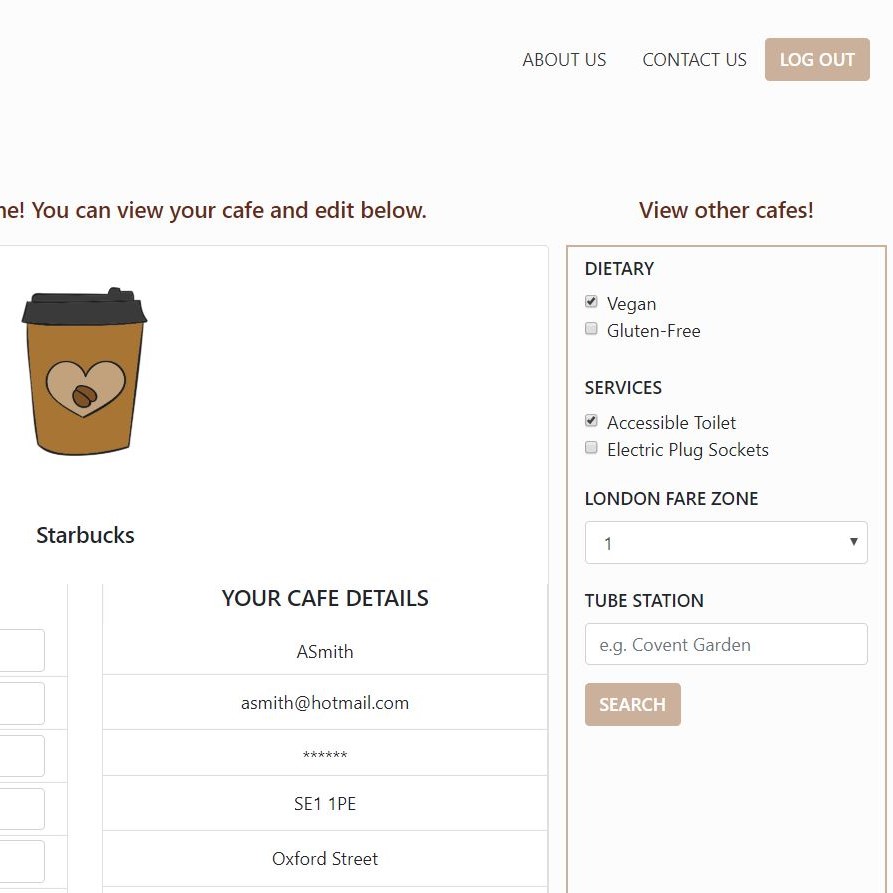 ABOUT US CONTACT US LOG OUT
! You can view your cafe and edit below.
View other cafes!
Starbucks
YOUR CAFE DETAILS
ASmith
asmith@hotmail.com
******
SE1 1PE
Oxford Street
DIETARY
Vegan
Gluten-Free
SERVICES
Accessible Toilet
Electric Plug Sockets
LONDON FARE ZONE
1
TUBE STATION
e.g. Covent Garden
SEARCH